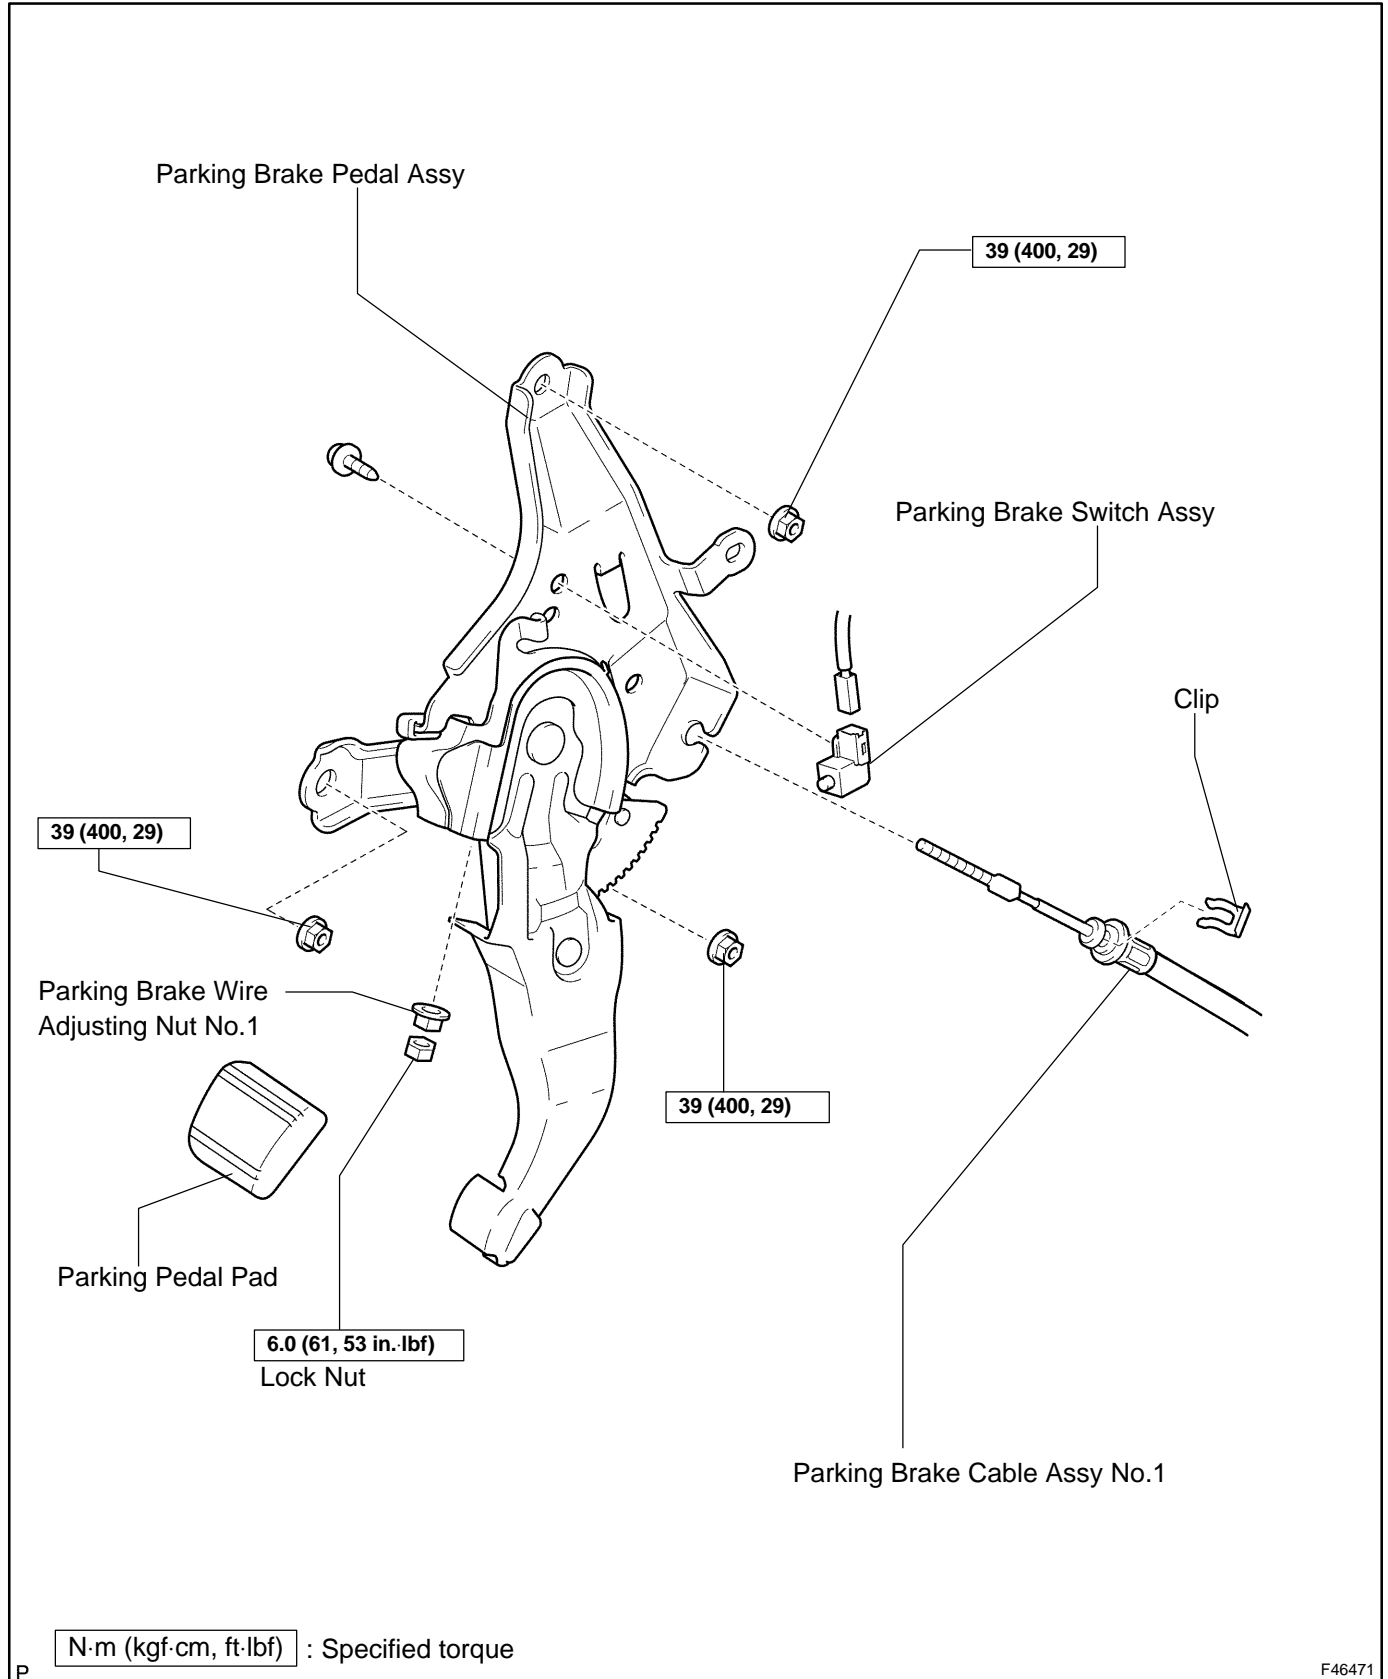 Parking Brake Pedal Assy
39 (400, 29)
Parking Brake Switch Assy
Clip
39 (400, 29)
Parking Brake Wire
Adjusting Nut No.1
39 (400, 29)
Parking Pedal Pad
6.0 (61, 53 in.·lbf)
Lock Nut
Parking Brake Cable Assy No.1
N·m (kgf·cm, ft·lbf) : Specified torque
P
F46471